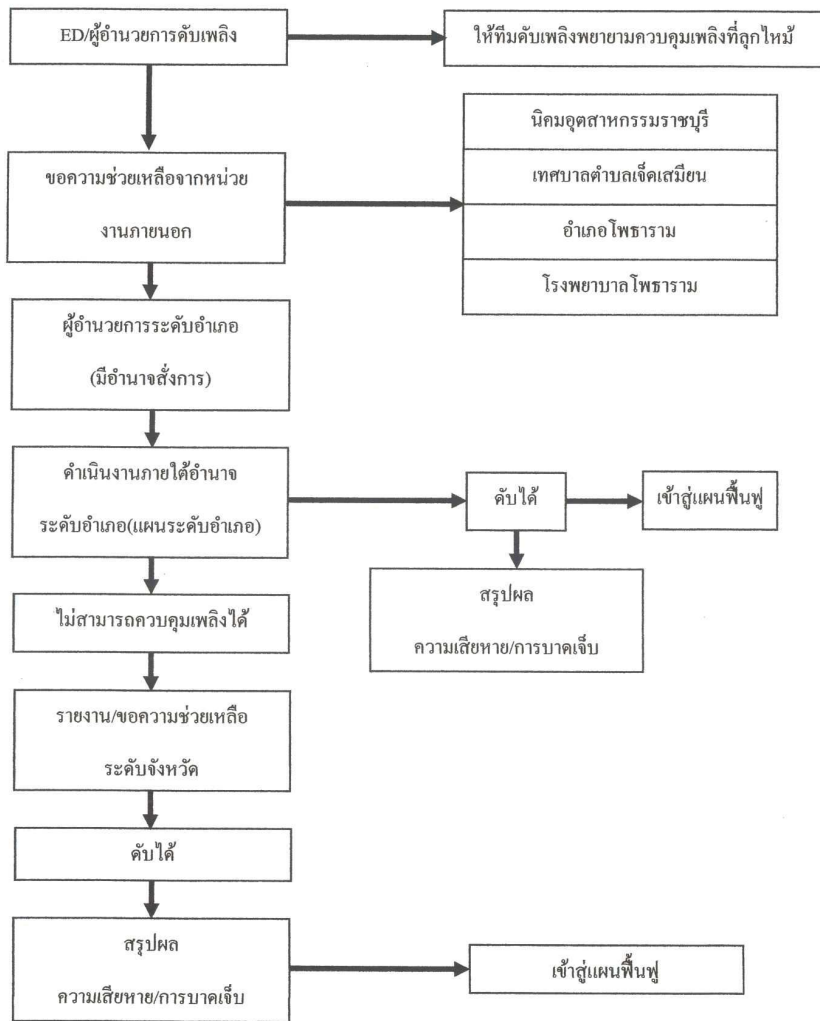 ED/ผู้อำนวยการดับเพลิง
ให้ทีมดับเพลิงพยายามควบคุมเพลิงที่ลุกไหม้
ขอความช่วยเหลือจากหน่วย
งานภายนอก
นิคมอุตสาหกรรมราชบุรี
เทศบาลตำบลเจ็ดเสมียน
อำเภอโพธาราม
โรงพยาบาลโพธาราม
ผู้อำนวยการระดับอำเภอ
(มีอำนาจสั่งการ)
ดำเนินงานภายใต้อำนาจ
ระดับอำเภอ(แผนระดับอำเภอ)
ดับได้
เข้าสู่แผนฟื้นฟู
สรุปผล
ความเสียหาย/การบาดเจ็บ
ไม่สามารถควบคุมเพลิงได้
รายงาน/ขอความช่วยเหลือ
ระดับจังหวัด
ดับได้
สรุปผล
ความเสียหาย/การบาดเจ็บ
เข้าสู่แผนฟื้นฟู